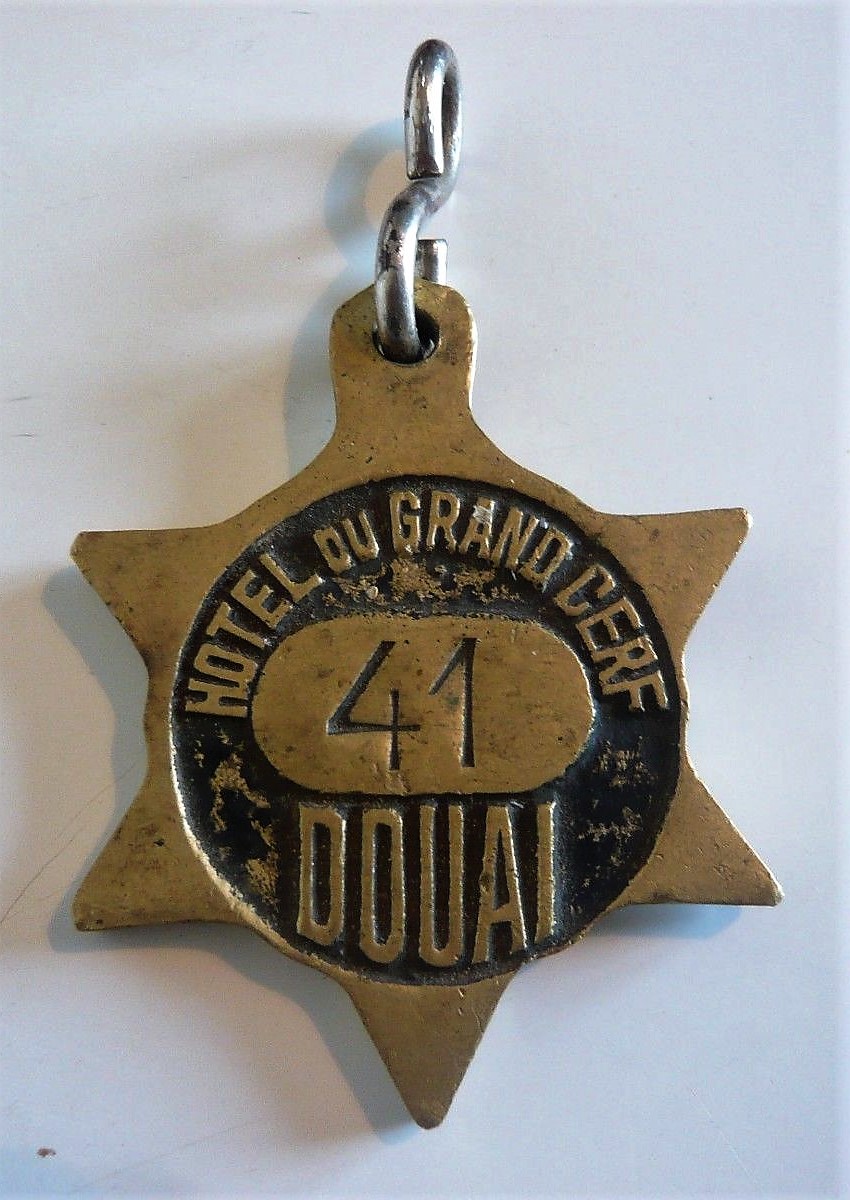 HOTEL DU GRAND CERF
41
DOUAI